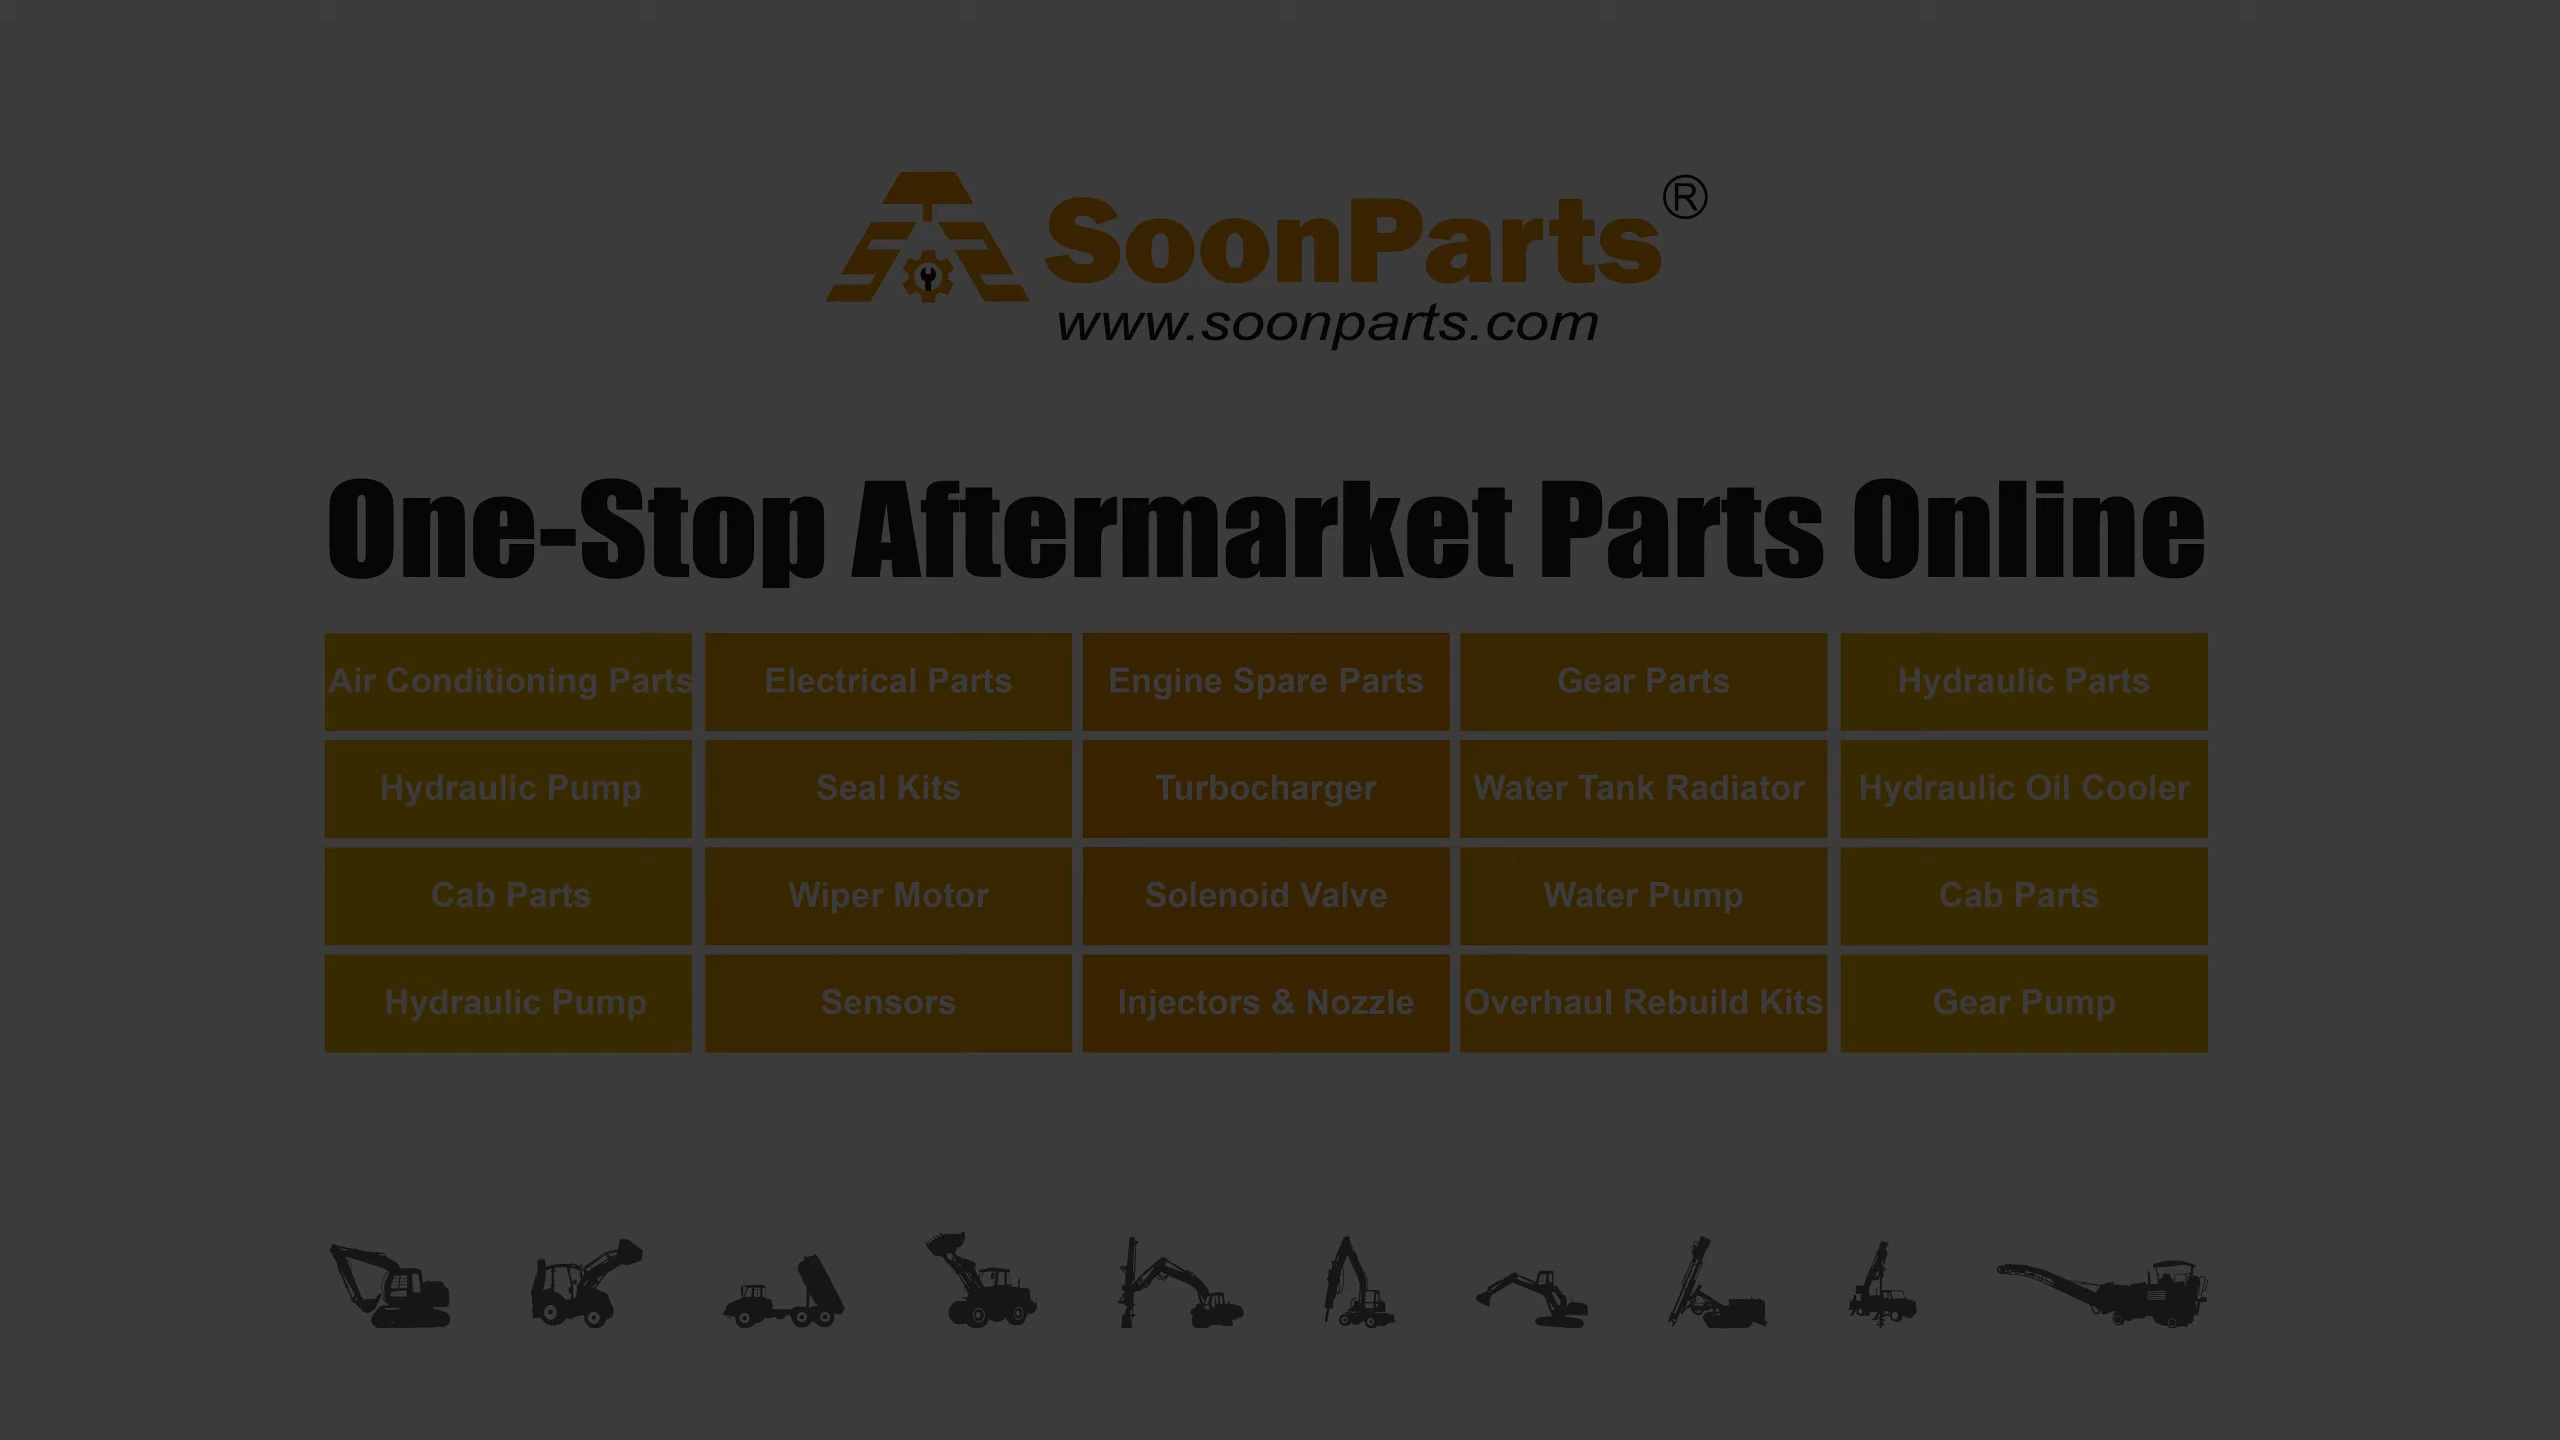 SoonParts®
www.soonparts.com
One-Stop Aftermarket Parts Online
Air Conditioning Parts Electrical Parts Engine Spare Parts Gear Parts Hydraulic Parts
Hydraulic Pump Seal Kits Turbocharger Water Tank Radiator Hydraulic Oil Cooler
Cab Parts Wiper Motor Solenoid Valve Water Pump Cab Parts
Hydraulic Pump Sensors Injectors & Nozzle Overhaul Rebuild Kits Gear Pump